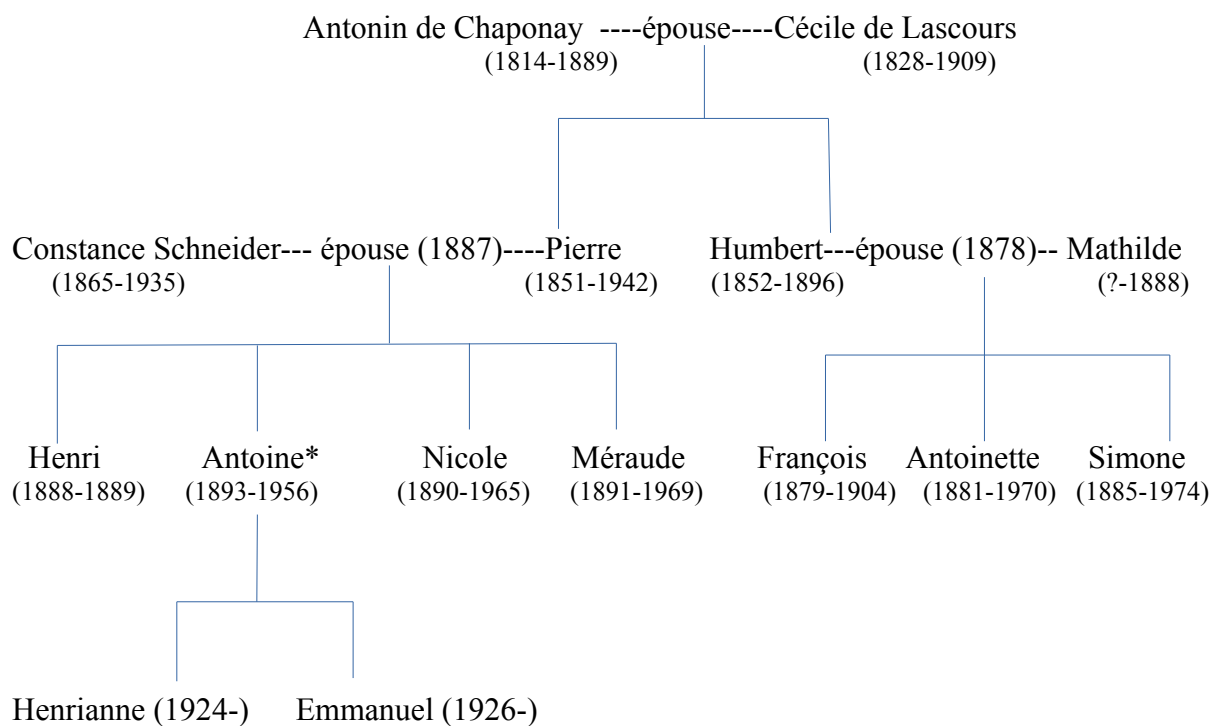 Antonin de Chaponay ----épouse----Cécile de Lascours
(1814-1889) (1828-1909)
Constance Schneider--- épouse (1887)----Pierre Humbert---épouse (1878)-- Mathilde
(1865-1935) (1851-1942) (1852-1896) (?-1888)
Henri Antoine* Nicole Méraude François Antoinette Simone
(1888-1889) (1893-1956) (1890-1965) (1891-1969) (1879-1904) (1881-1970) (1885-1974)
Henrianne (1924-) Emmanuel (1926-)